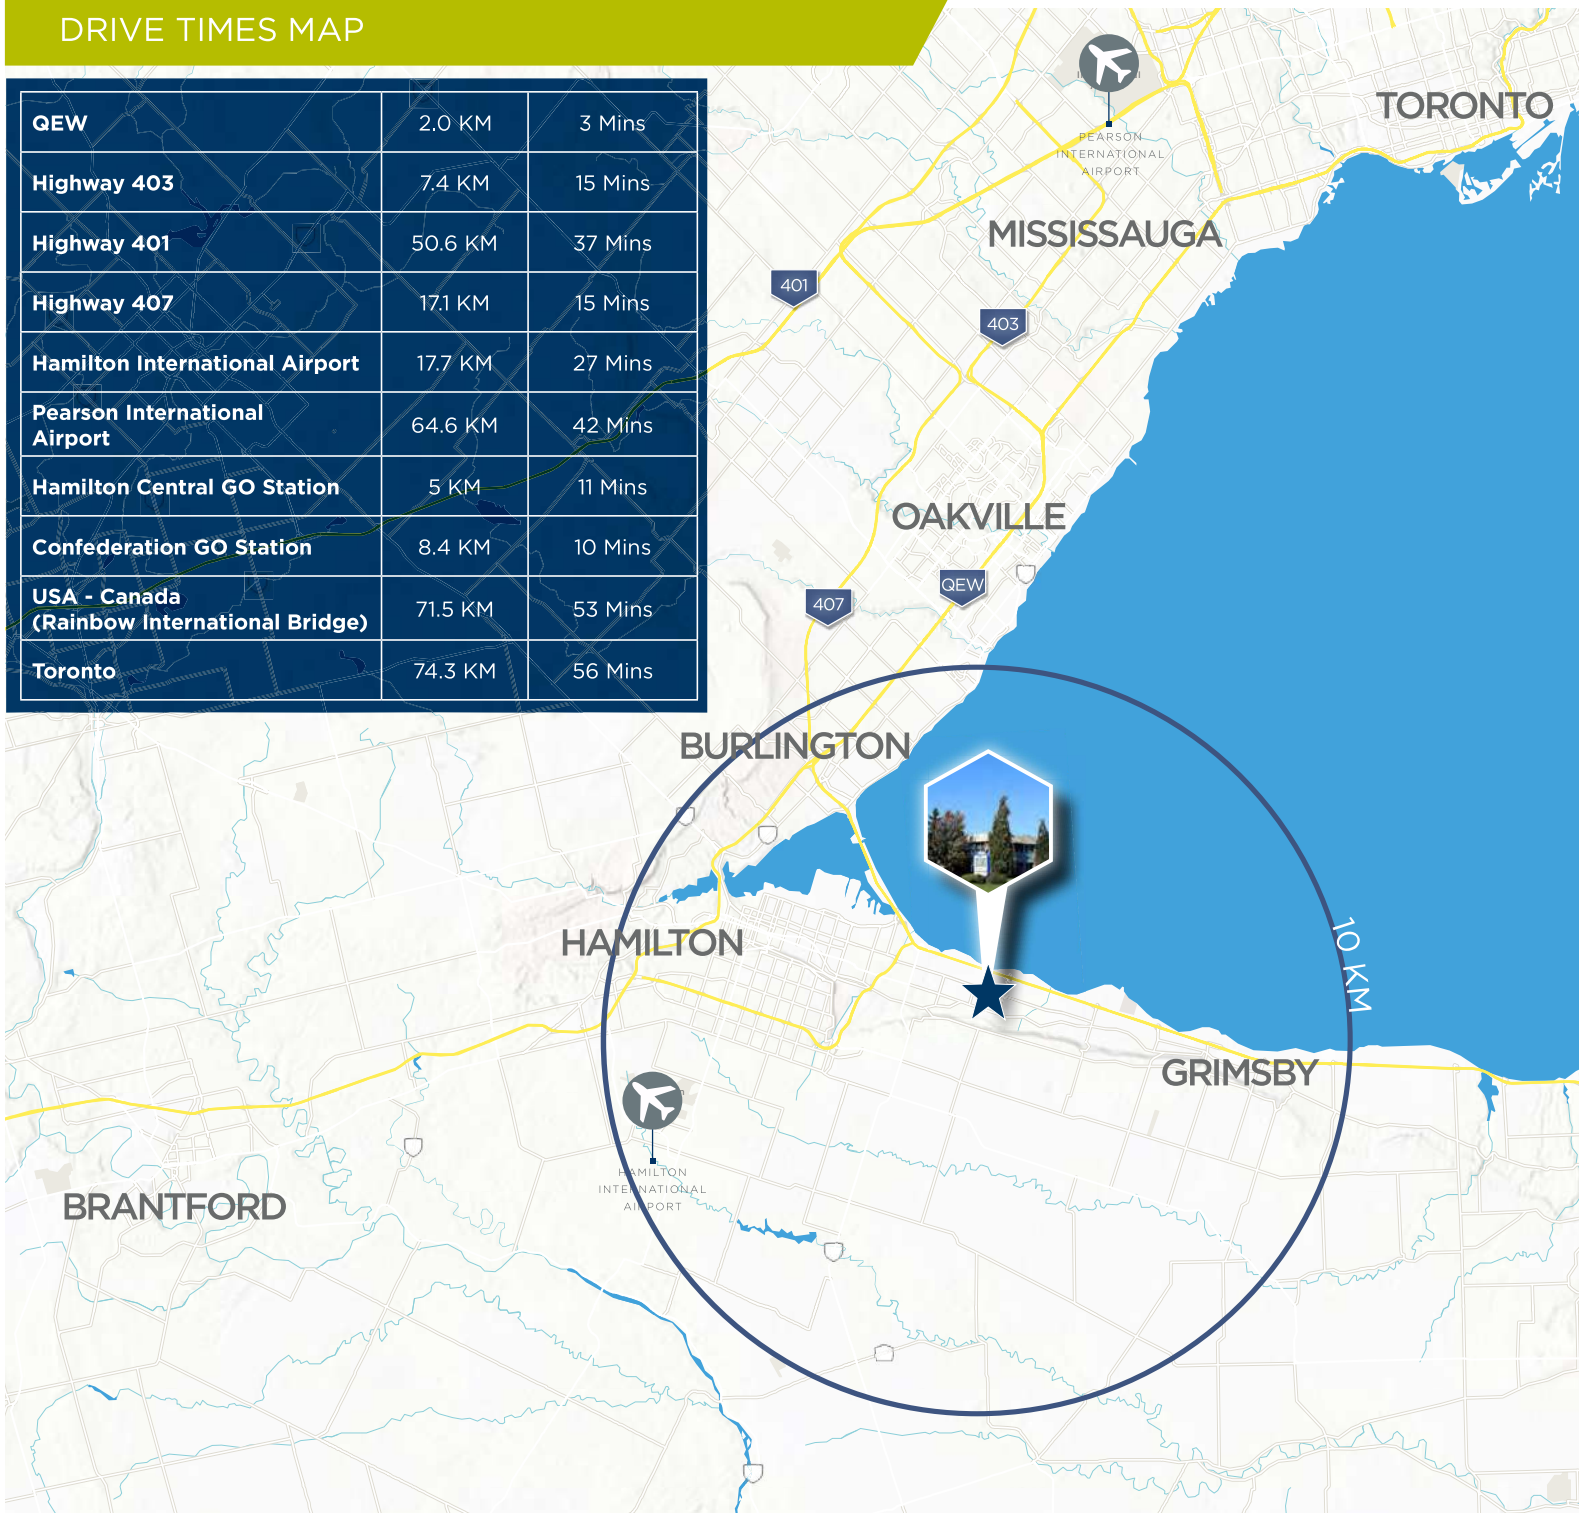 DRIVE TIMES MAP
QEW 2.0 KM 3 Mins
Highway 403 7.4 KM 15 Mins
Highway 401 50.6 KM 37 Mins
Highway 407 17.1 KM 15 Mins
Hamilton International Airport 17.7 KM 27 Mins
Pearson International
Airport 64.6 KM 42 Mins
Hamilton Central GO Station 5 KM 11 Mins
Confederation GO Station 8.4 KM 10 Mins
USA - Canada
(Rainbow International Bridge) 71.5 KM 53 Mins
Toronto 74.3 KM 56 Mins
TORONTO
PEARSON
INTERNATIONAL
AIRPORT
MISSISSAUGA
401
403
OAKVILLE
QEW
407
BURLINGTON
HAMILTON
10 KM
GRIMSBY
HAMILTON
INTERNATIONAL
AIRPORT
BRANTFORD